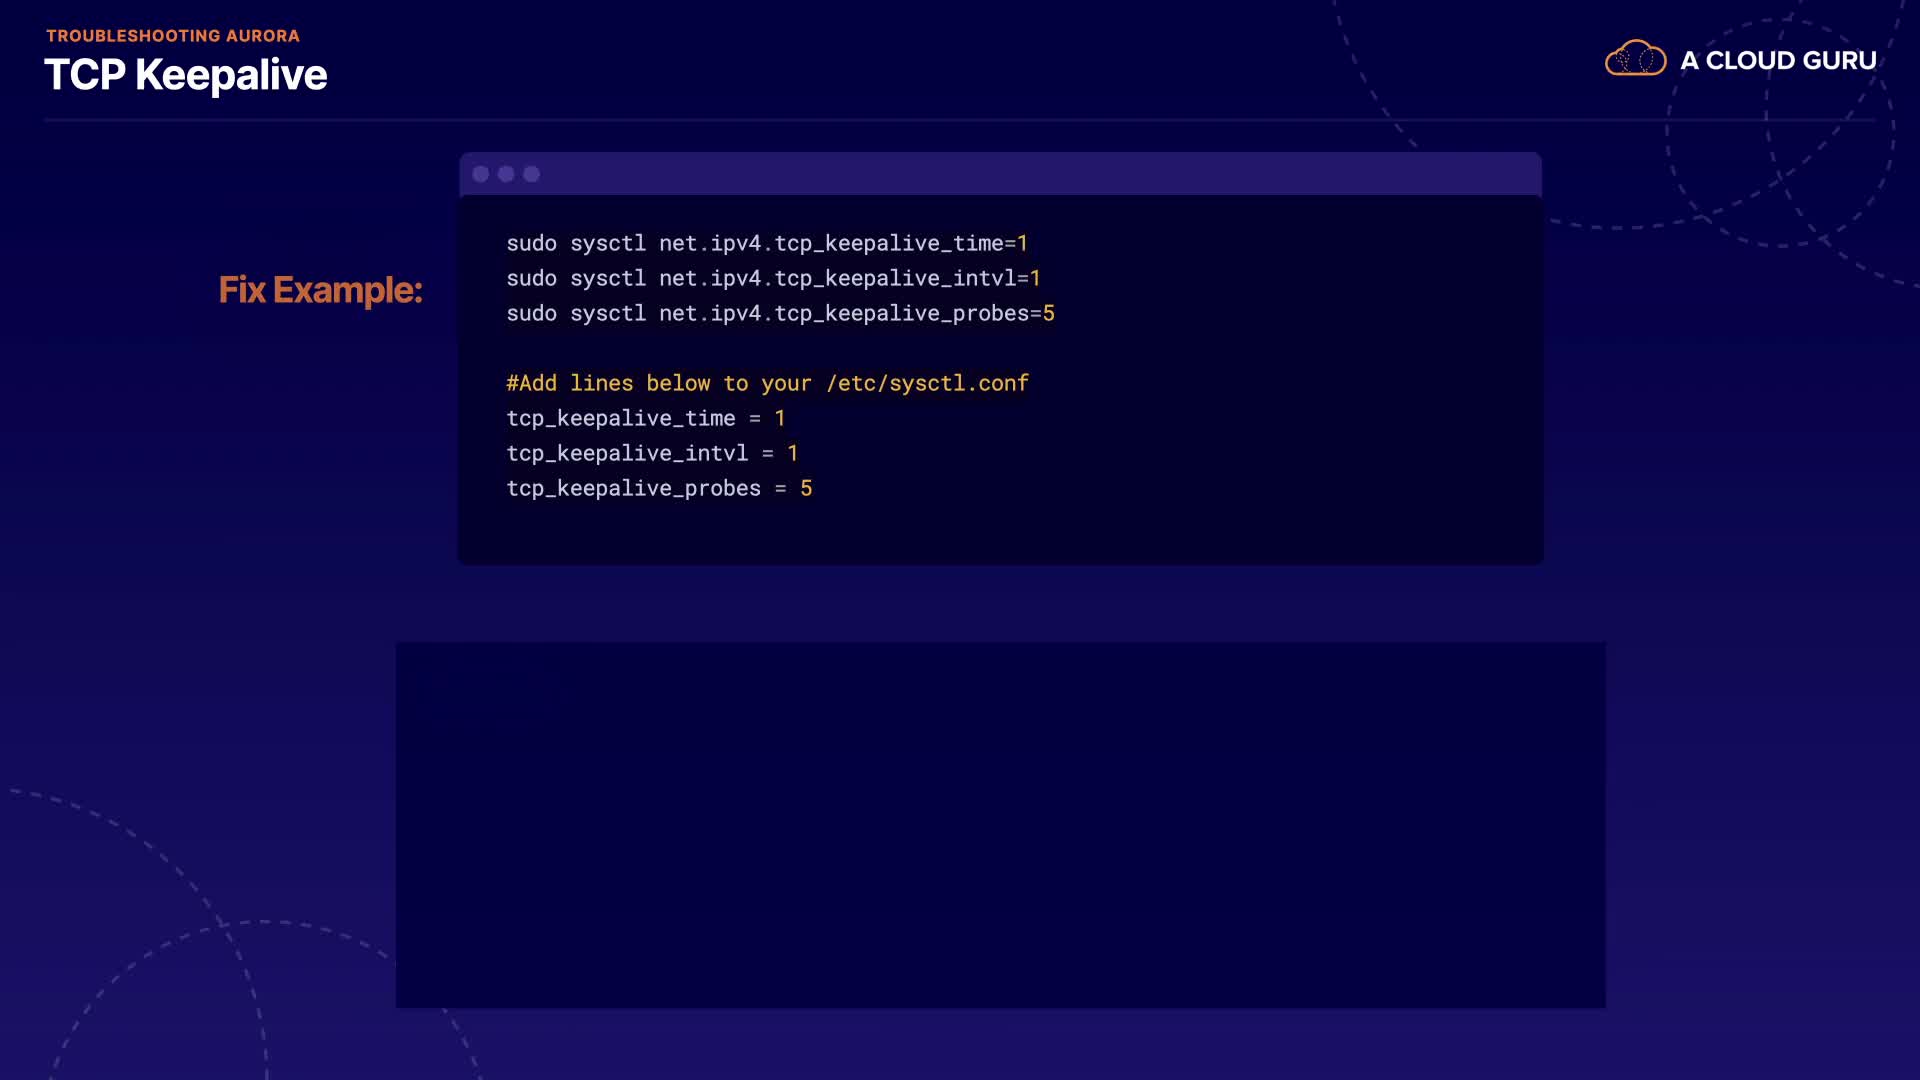 TROUBLESHOOTING AURORA
TCP Keepalive
A CLOUD GURU
Fix Example:
sudo sysctl net.ipv4.tcp_keepalive_time=1
sudo sysctl net.ipv4.tcp_keepalive_intvl=1
sudo sysctl net.ipv4.tcp_keepalive_probes=5
#Add lines below to your /etc/sysctl.conf
tcp_keepalive_time = 1
tcp_keepalive_intvl = 1
tcp_keepalive_probes = 5